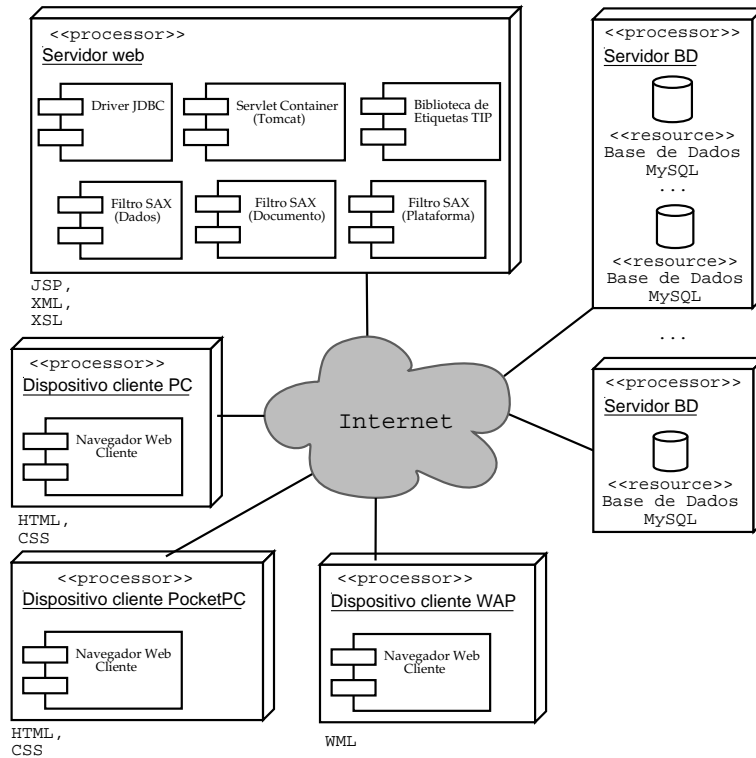 <<processor>>
Servidor web
Driver JDBC
Servlet Container
(Tomcat)
Biblioteca de
Etiquetas TIP
Filtro SAX
(Dados)
Filtro SAX
(Documento)
Filtro SAX
(Plataforma)
JSP,
XML,
XSL
<<processor>>
Servidor BD
<<resource>>
Base de Dados
MySQL
...
<<resource>>
Base de Dados
MySQL
...
<<processor>>
Dispositivo cliente PC
Navegador Web
Cliente
HTML,
CSS
Internet
<<processor>>
Servidor BD
<<resource>>
Base de Dados
MySQL
<<processor>>
Dispositivo cliente PocketPC
Navegador Web
Cliente
HTML,
CSS
<<processor>>
Dispositivo cliente WAP
Navegador Web
Cliente
WML